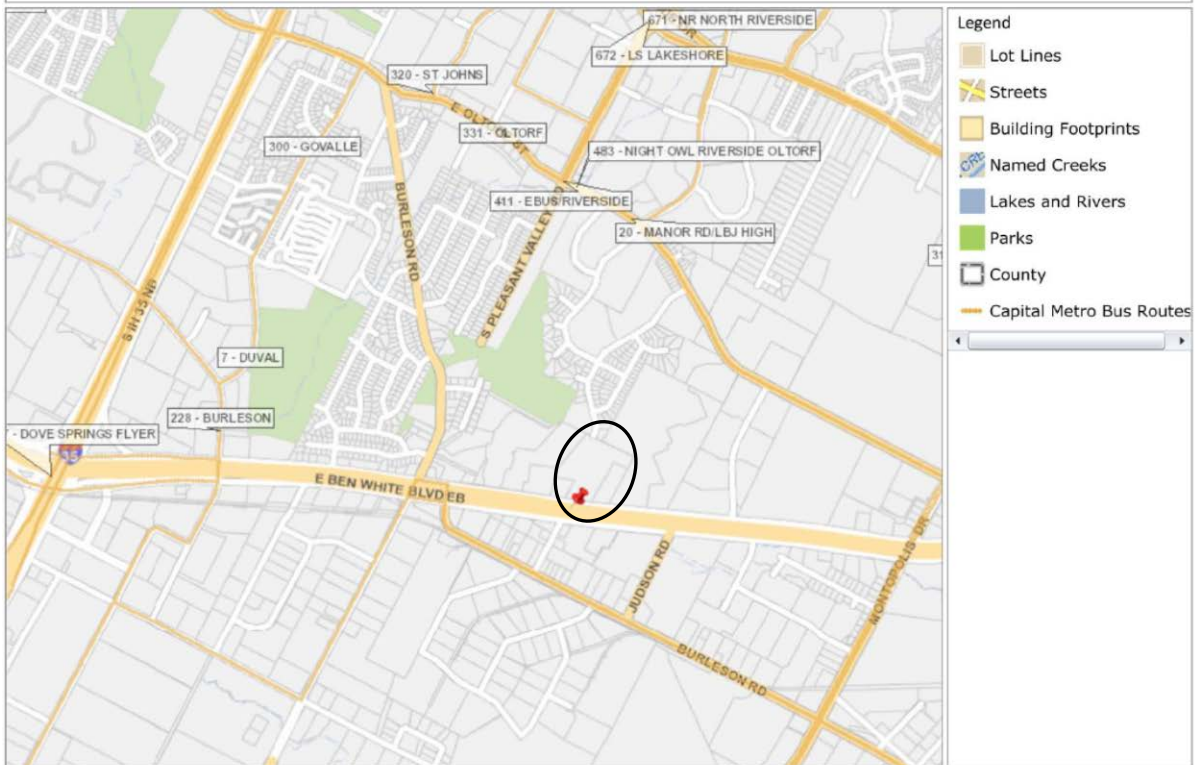 671 - NR NORTH RIVERSIDE
DR
672 - LS LAKESHORE
320 - ST JOHNS
E OLTORF ST
331 - OLTORF
300 - GOVALLE
483 - NIGHT OWL RIVERSIDE OLTORF
411 - EBUS/RIVERSIDE
20 - MANOR RD/LBJ HIGH
31
BURLESON RD
S PLEASANT VALLEY RD
S IH 35 NB
7 - DUVAL
228 - BURLESON
- DOVE SPRINGS FLYER
35
E BEN WHITE BLVD EB
JUDSON RD
MONTOPOLIS DR
BURLESON RD
Legend
Lot Lines
Streets
Building Footprints
Named Creeks
Lakes and Rivers
Parks
County
Capital Metro Bus Routes